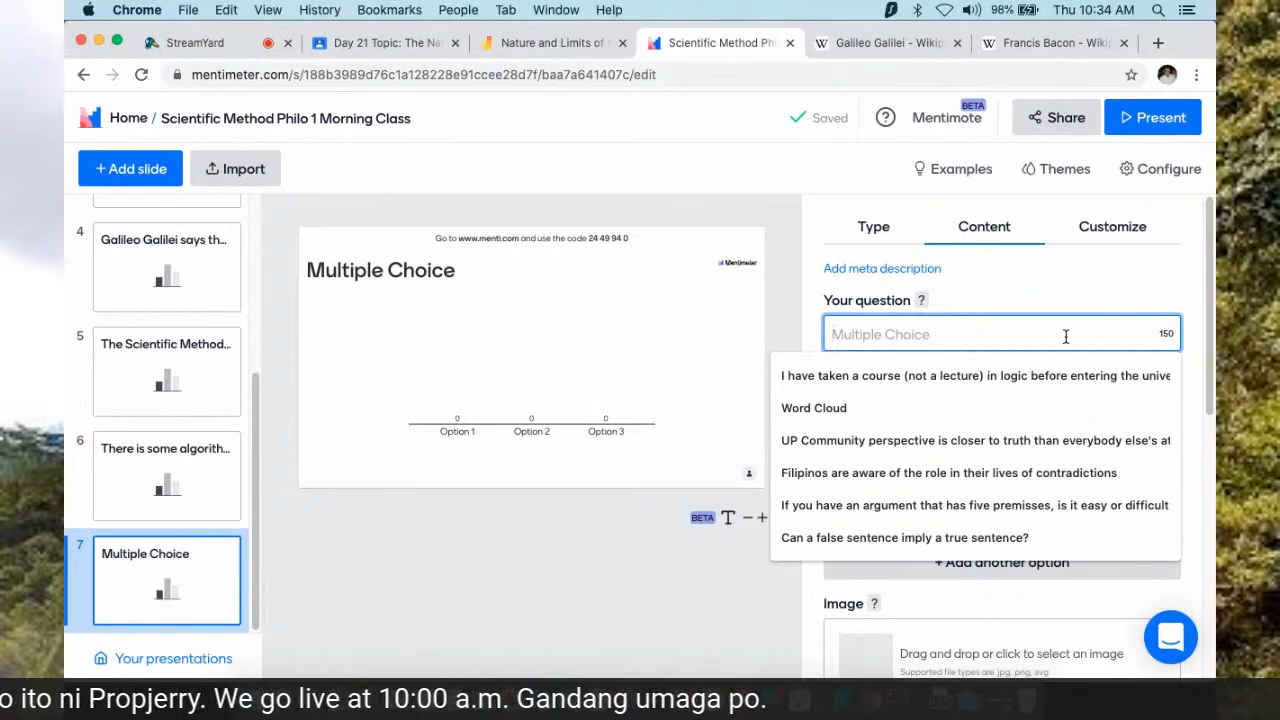 Chrome File Edit View History Bookmarks People Tab Window Help 98% Thu 10:34 AM
StreamYard Day 21 Topic: The Na Nature and Limits of Scientific Method Phil Galileo Galilei - Wikip Francis Bacon - Wiki
mentimeter.com/s/188b3989d76c1a128228e91ccee28d7f/baa7a641407c/edit
Home / Scientific Method Philo 1 Morning Class Saved ? BETA Mentimote Share Present
+ Add slide Import Examples Themes Configure
4 Galileo Galilei says th...
5 The Scientific Method...
6 There is some algorith...
7 Multiple Choice
Your presentations
Go to www.menti.com and use the code 24 49 94 0
Multiple Choice
Mentimeter
0 0 0
Option 1 Option 2 Option 3
BETA T − +
Type Content Customize
Add meta description
Your question ?
Multiple Choice 150
I have taken a course (not a lecture) in logic before entering the unive
Word Cloud
UP Community perspective is closer to truth than everybody else's at
Filipinos are aware of the role in their lives of contradictions
If you have an argument that has five premisses, is it easy or difficult
Can a false sentence imply a true sentence?
+ Add another option
Image ?
Drag and drop or click to select an image
Supported file types are jpg, png, svg
o ito ni Propjerry. We go live at 10:00 a.m. Gandang umaga po.